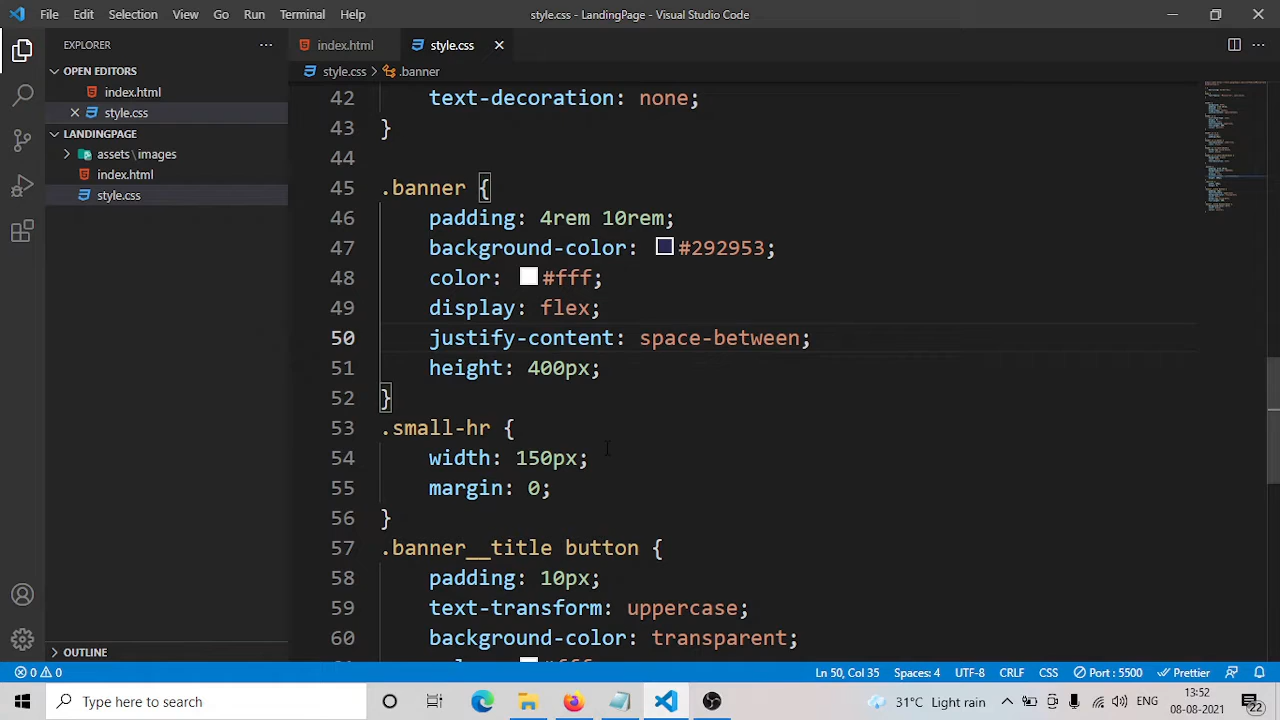 File Edit Selection View Go Run Terminal Help
style.css - LandingPage - Visual Studio Code
EXPLORER
index.html
style.css
OPEN EDITORS
index.html
style.css
LANDINGPAGE
assets\images
index.html
style.css
OUTLINE
style.css > .banner
42 text-decoration: none;
43 }
44
45 .banner {
46 padding: 4rem 10rem;
47 background-color: #292953;
48 color: #fff;
49 display: flex;
50 justify-content: space-between;
51 height: 400px;
52 }
53 .small-hr {
54 width: 150px;
55 margin: 0;
56 }
57 .banner__title button {
58 padding: 10px;
59 text-transform: uppercase;
60 background-color: transparent;
0 0 Ln 50, Col 35 Spaces: 4 UTF-8 CRLF CSS Port : 5500 Prettier
Type here to search
31°C Light rain
13:52
08-08-2021
22